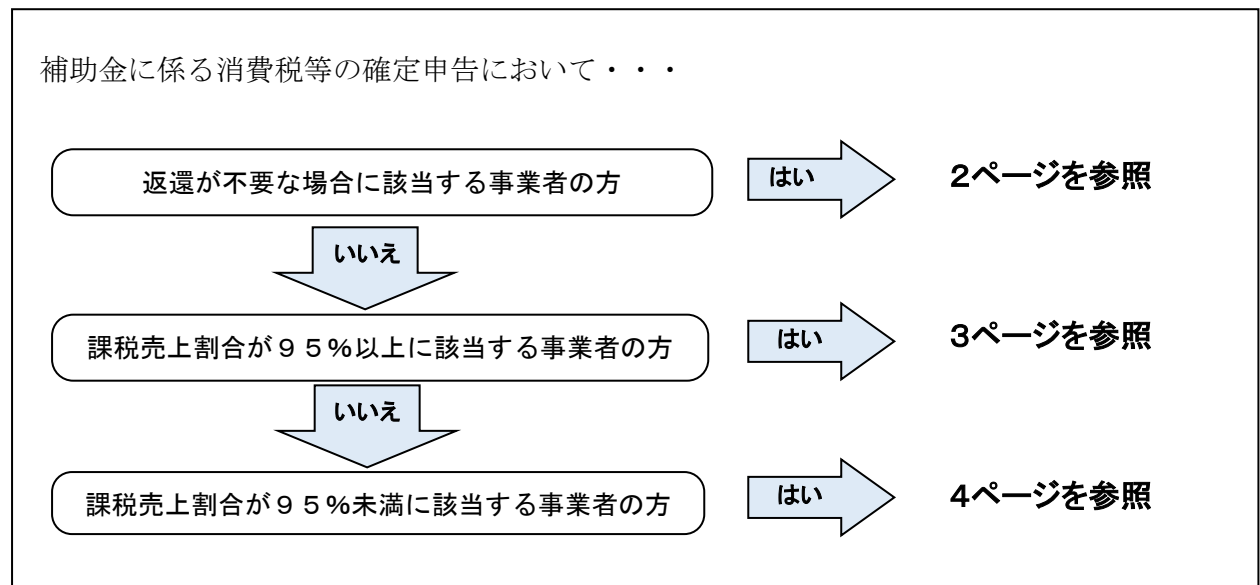 補助金に係る消費税等の確定申告において・・・
返還が不要な場合に該当する事業者の方
はい
２ページを参照
いいえ
課税売上割合が９５％以上に該当する事業者の方
はい
３ページを参照
いいえ
課税売上割合が９５％未満に該当する事業者の方
はい
４ページを参照